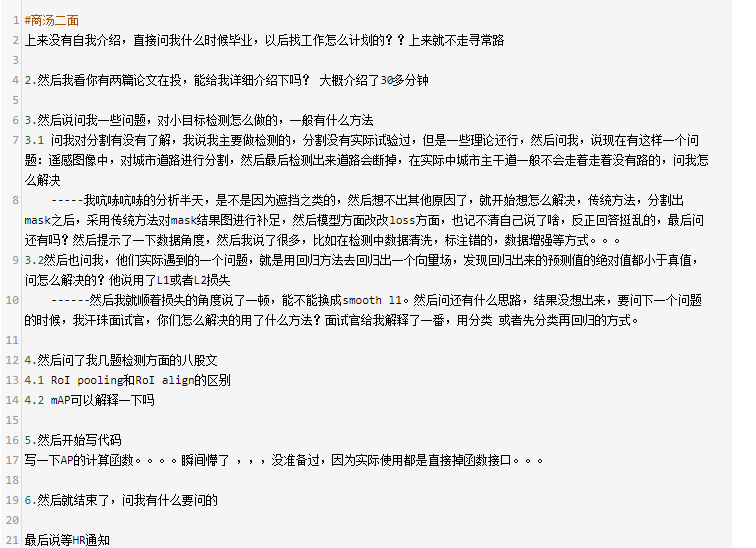 1 #商汤二面
2 上来没有自我介绍，直接问我什么时候毕业，以后找工作怎么计划的？？上来就不走寻常路
3
4 2.然后我看你有两篇论文在投，能给我详细介绍下吗？ 大概介绍了30多分钟
5
6 3.然后说问我一些问题，对小目标检测怎么做的，一般有什么方法
7 3.1 问我对分割有没有了解，我说我主要做检测的，分割没有实际试验过，但是一些理论还行，然后问我，说现在有这样一个问
题：遥感图像中，对城市道路进行分割，然后最后检测出来道路会断掉，在实际中城市主干道一般不会走着走着没有路的，问我怎
么解决
8 -----我吭哧吭哧的分析半天，是不是因为遮挡之类的，然后想不出其他原因了，就开始想怎么解决，传统方法，分割出
mask之后，采用传统方法对mask结果图进行补足，然后模型方面改改loss方面，也记不清自己说了啥，反正回答挺乱的，最后问
还有吗？然后提示了一下数据角度，然后我说了很多，比如在检测中数据清洗，标注错的，数据增强等方式。。。
9 3.2然后也问我，他们实际遇到的一个问题，就是用回归方法去回归出一个向量场，发现回归出来的预测值的绝对值都小于真值，
问怎么解决的？他说用了L1或者L2损失
10 ------然后我就顺着损失的角度说了一顿，能不能换成smooth l1。然后问还有什么思路，结果没想出来，要问下一个问题
的时候，我汗珠面试官，你们怎么解决的用了什么方法？面试官给我解释了一番，用分类 或者先分类再回归的方式。
11
12 4.然后问了我几题检测方面的八股文
13 4.1 RoI pooling和RoI align的区别
14 4.2 mAP可以解释一下吗
15
16 5.然后开始写代码
17 写一下AP的计算函数。。。。瞬间懵了 ，，，没准备过，因为实际使用都是直接掉函数接口。。。
18
19 6.然后就结束了，问我有什么要问的
20
21 最后说等HR通知